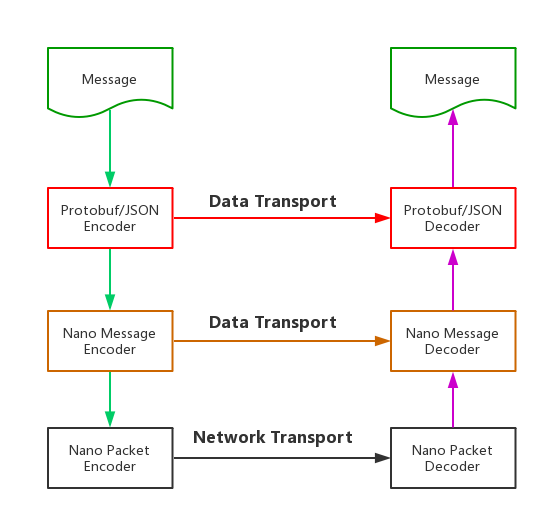 Message
Message
Protobuf/JSON
Encoder
Data Transport
Protobuf/JSON
Decoder
Nano Message
Encoder
Data Transport
Nano Message
Decoder
Nano Packet
Encoder
Network Transport
Nano Packet
Decoder